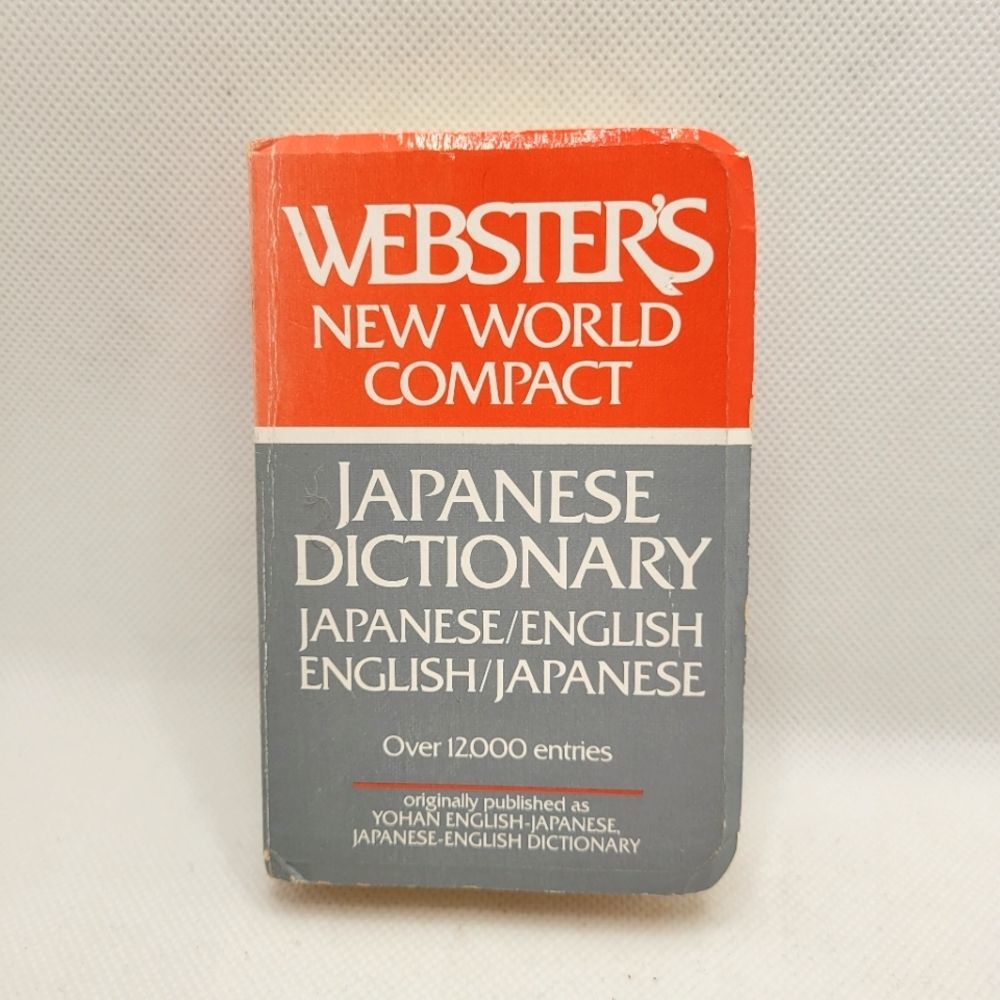 WEBSTER'S
NEW WORLD
COMPACT
JAPANESE
DICTIONARY
JAPANESE/ENGLISH
ENGLISH/JAPANESE
Over 12,000 entries
originally published as
YOHAN ENGLISH-JAPANESE,
JAPANESE-ENGLISH DICTIONARY